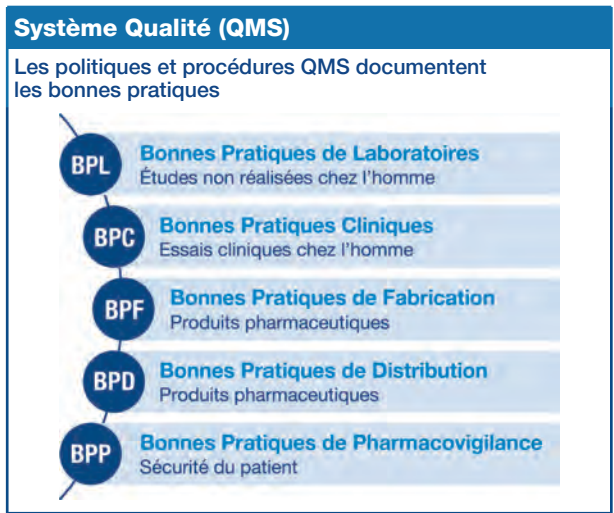 Système Qualité (QMS)
Les politiques et procédures QMS documentent
les bonnes pratiques
BPL
Bonnes Pratiques de Laboratoires
Études non réalisées chez l'homme
BPC
Bonnes Pratiques Cliniques
Essais cliniques chez l'homme
BPF
Bonnes Pratiques de Fabrication
Produits pharmaceutiques
BPD
Bonnes Pratiques de Distribution
Produits pharmaceutiques
BPP
Bonnes Pratiques de Pharmacovigilance
Sécurité du patient